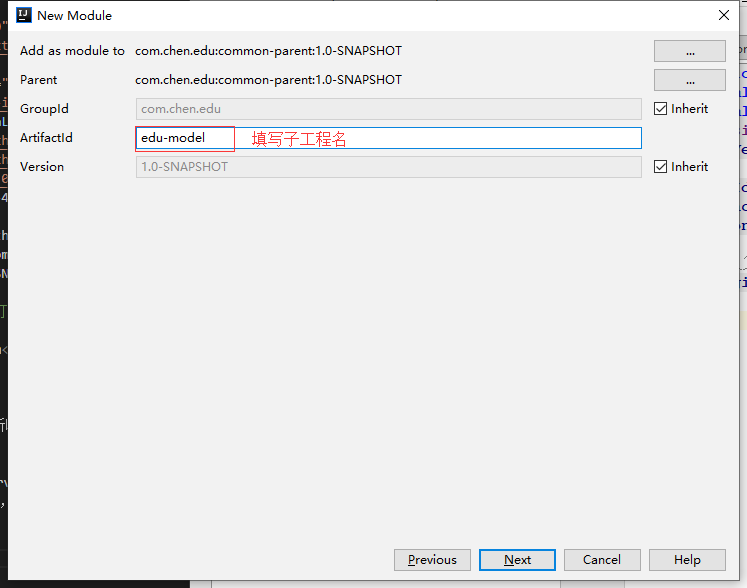 New Module
Add as module to com.chen.edu:common-parent:1.0-SNAPSHOT ...
Parent com.chen.edu:common-parent:1.0-SNAPSHOT ...
GroupId com.chen.edu Inherit
ArtifactId edu-model 填写子工程名
Version 1.0-SNAPSHOT Inherit
Previous Next Cancel Help